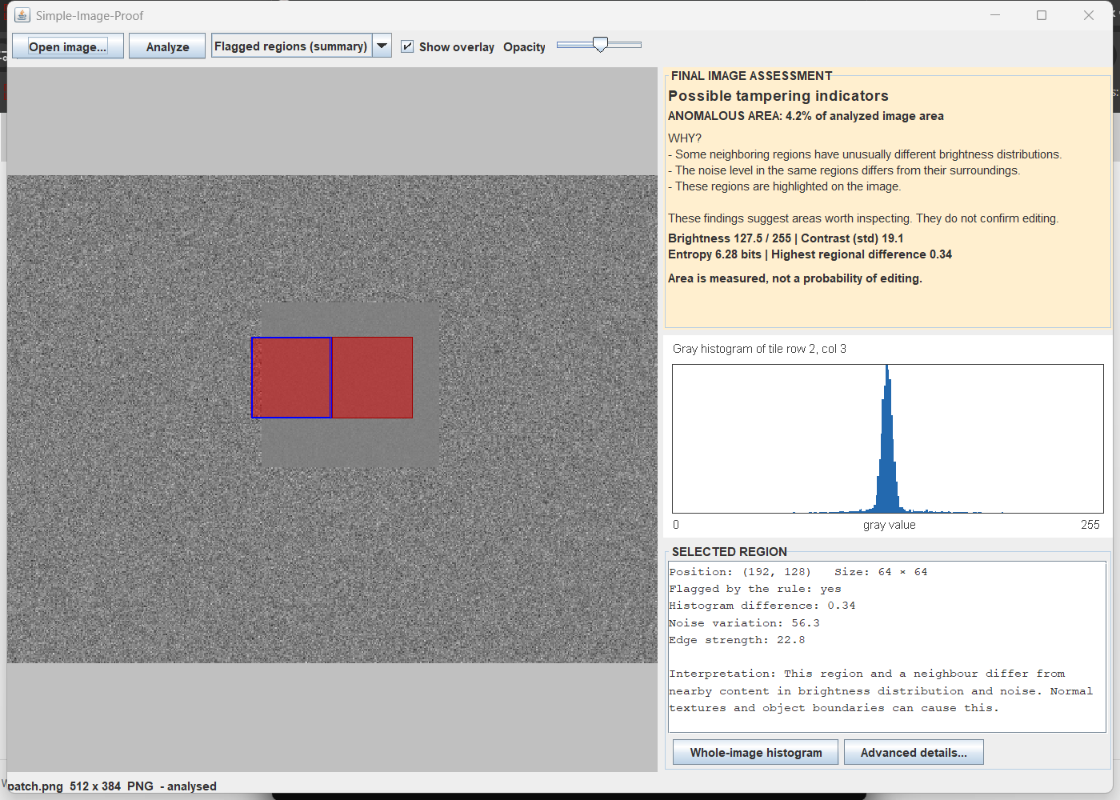 Simple-Image-Proof
Open image...
Analyze
Flagged regions (summary)
Show overlay
Opacity
FINAL IMAGE ASSESSMENT
Possible tampering indicators
ANOMALOUS AREA: 4.2% of analyzed image area
WHY?
- Some neighboring regions have unusually different brightness distributions.
- The noise level in the same regions differs from their surroundings.
- These regions are highlighted on the image.
These findings suggest areas worth inspecting. They do not confirm editing.
Brightness 127.5 / 255 | Contrast (std) 19.1
Entropy 6.28 bits | Highest regional difference 0.34
Area is measured, not a probability of editing.
Gray histogram of tile row 2, col 3
0
gray value
255
SELECTED REGION
Position: (192, 128)   Size: 64 × 64
Flagged by the rule: yes
Histogram difference: 0.34
Noise variation: 56.3
Edge strength: 22.8
Interpretation: This region and a neighbour differ from
nearby content in brightness distribution and noise. Normal
textures and object boundaries can cause this.
Whole-image histogram
Advanced details...
patch.png  512 x 384  PNG  - analysed